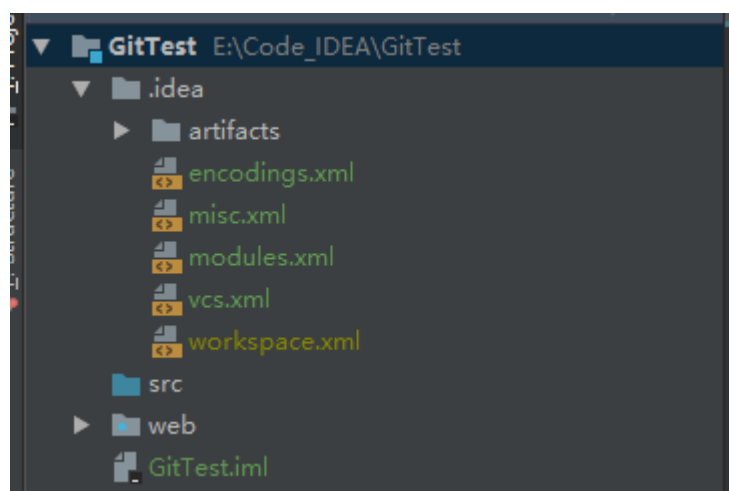 GitTest E:\Code_IDEA\GitTest
.idea
artifacts
encodings.xml
misc.xml
modules.xml
vcs.xml
workspace.xml
src
web
GitTest.iml